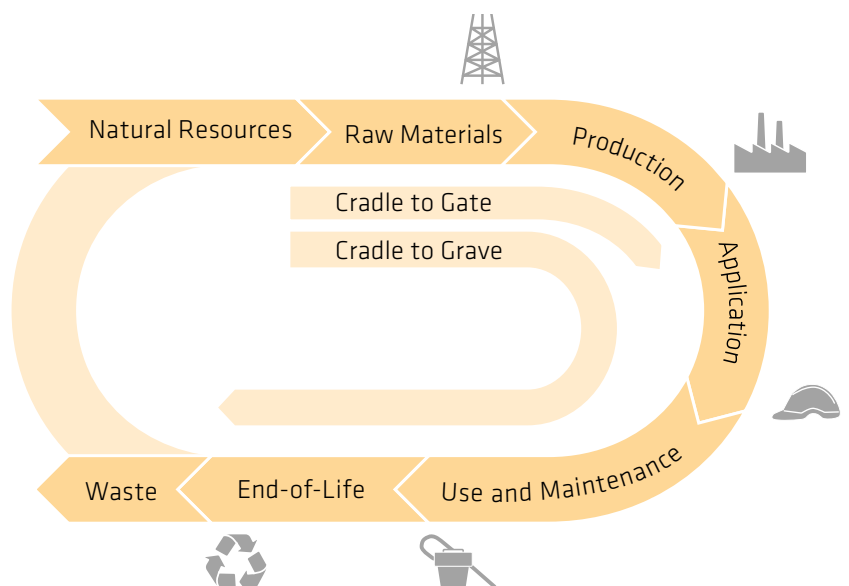 Natural Resources
Raw Materials
Production
Cradle to Gate
Cradle to Grave
Application
Use and Maintenance
End-of-Life
Waste